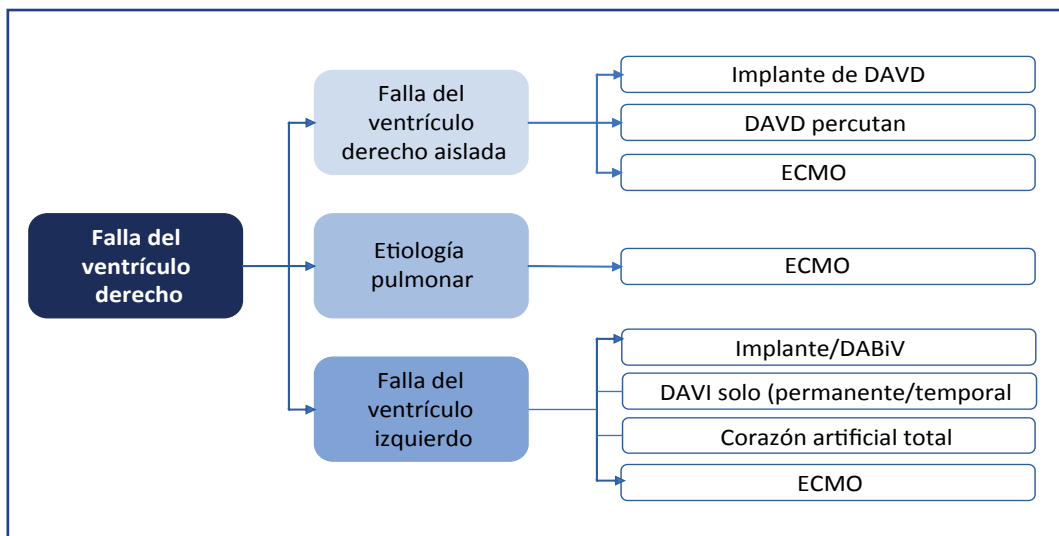 Falla del
ventrículo
derecho
Falla del
ventrículo
derecho aislada
Implante de DAVD
DAVD percutan
ECMO
Etiología
pulmonar
ECMO
Falla del
ventrículo
izquierdo
Implante/DABiV
DAVI solo (permanente/temporal
Corazón artificial total
ECMO